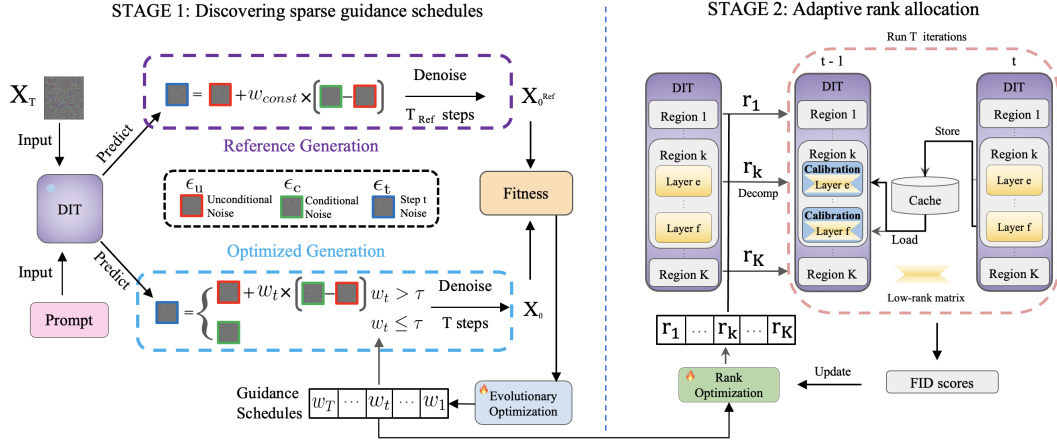 STAGE 1: Discovering sparse guidance schedules
X_T
Input
Predict
DIT
Predict
Input
Prompt
= + w_{const} × ( − )
Denoise
T_{Ref} steps
X_0^{Ref}
Reference Generation
ϵ_u
Unconditional
Noise
ϵ_c
Conditional
Noise
ϵ_t
Step t
Noise
Fitness
Optimized Generation
= { + w_t × ( − ) w_t > τ
w_t ≤ τ
Denoise
T steps
X_0
Guidance
Schedules
w_T ⋯ w_t ⋯ w_1
Evolutionary
Optimization
STAGE 2: Adaptive rank allocation
Run T iterations
t - 1
t
DIT
Region 1
Region k
Layer e
Layer f
Region K
r_1
r_k
Decomp
r_K
DIT
Region 1
Region k
Calibration
Layer e
Calibration
Layer f
Region K
Store
Cache
Load
Low-rank matrix
DIT
Region 1
Region k
Layer e
Layer f
Region K
r_1 ⋯ r_k ⋯ r_K
Rank
Optimization
Update
FID scores